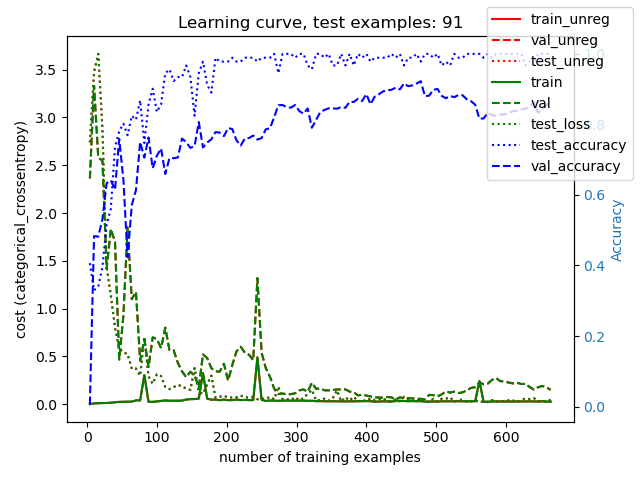 Learning curve, test examples: 91
train_unreg
val_unreg
test_unreg
train
val
test_loss
test_accuracy
val_accuracy
cost (categorical_crossentropy)
3.5
3.0
2.5
2.0
1.5
1.0
0.5
0.0
1.0
0.8
0.6
0.4
0.2
0.0
Accuracy
0
100
200
300
400
500
600
number of training examples